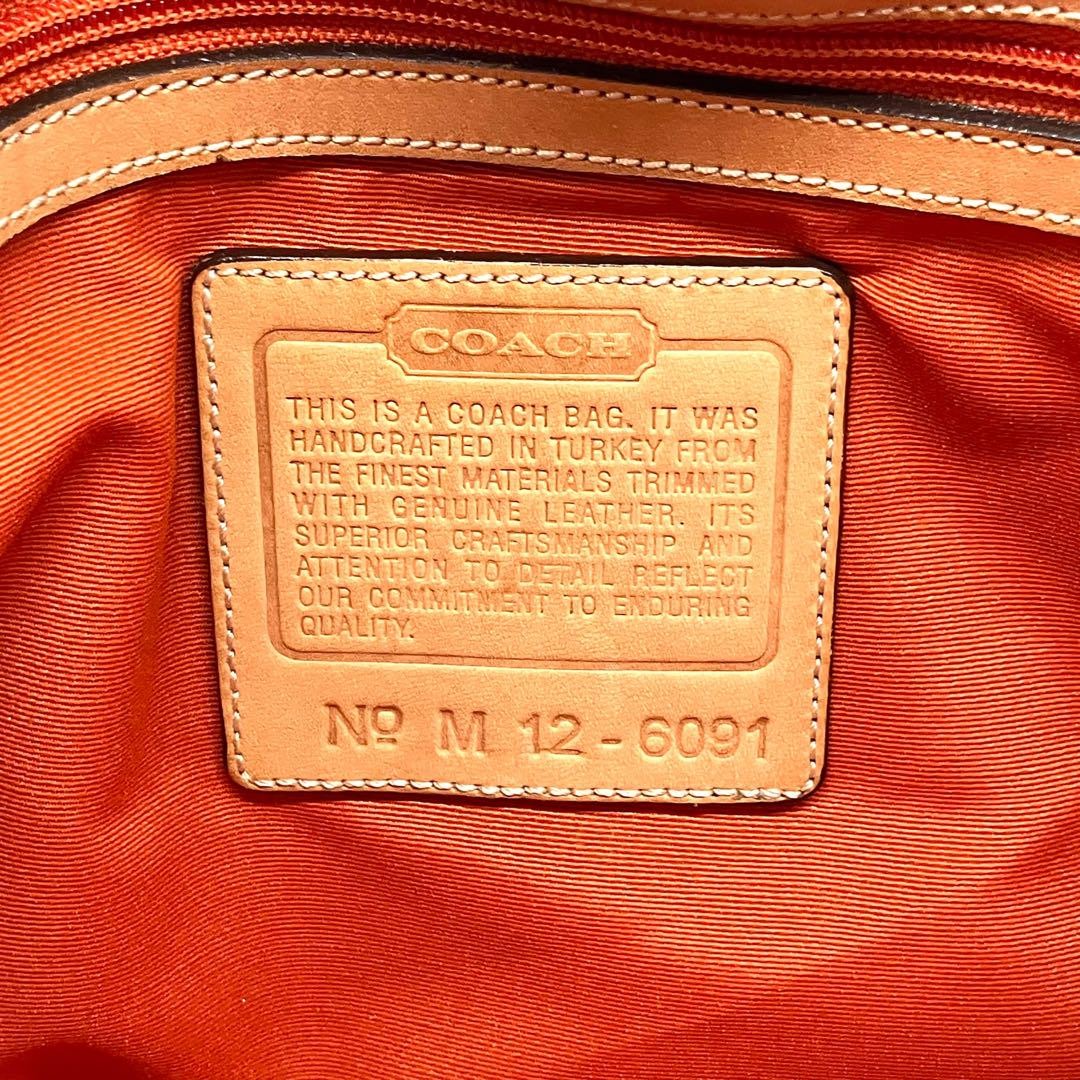 COACH
THIS IS A COACH BAG. IT WAS
HANDCRAFTED IN TURKEY FROM
THE FINEST MATERIALS TRIMMED
WITH GENUINE LEATHER. ITS
SUPERIOR CRAFTSMANSHIP AND
ATTENTION TO DETAIL REFLECT
OUR COMMITMENT TO ENDURING
QUALITY.
Nº M 12-6091